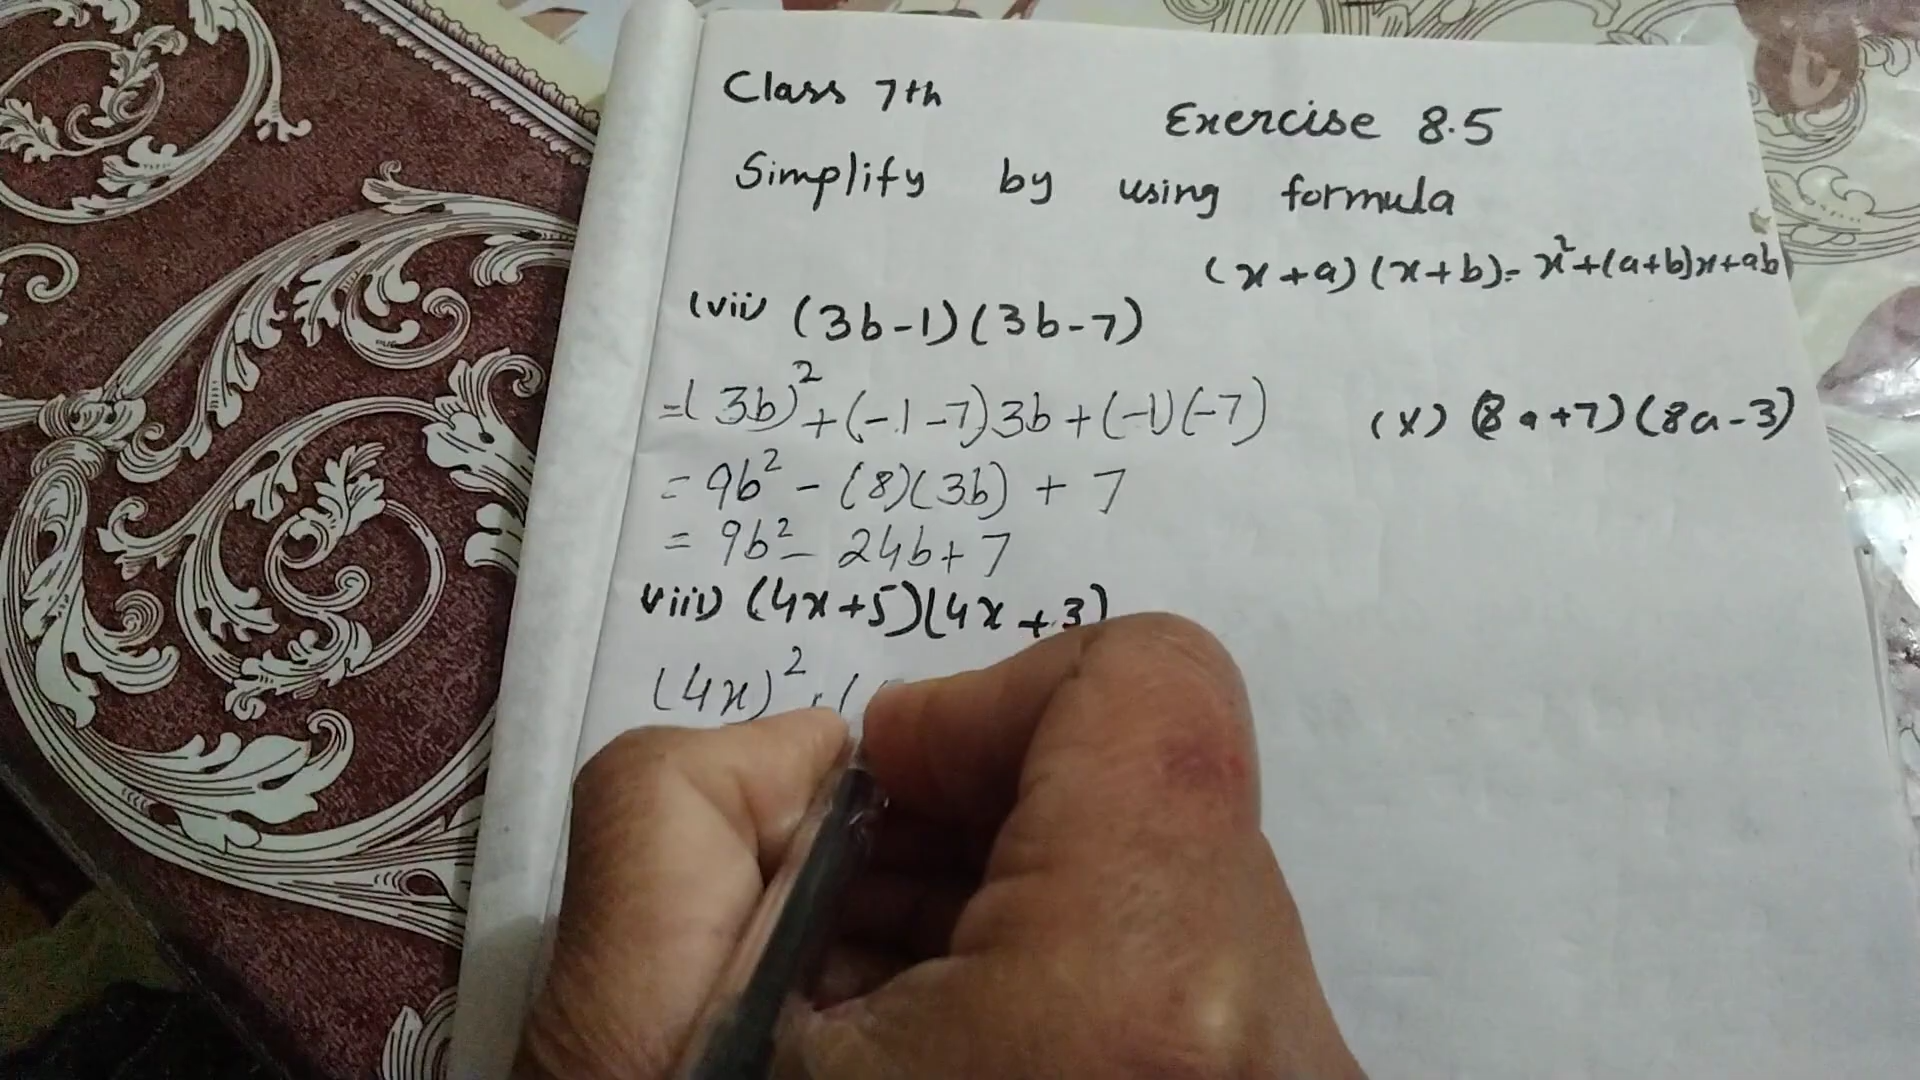 Class 7th
Exercise 8.5
Simplify by using formula
(x+a)(x+b)= x²+(a+b)x+ab
(vii) (3b-1)(3b-7)
=(3b)²+(-1-7)3b+(-1)(-7)
= 9b² - (8)(3b) + 7
= 9b² - 24b+7
viii) (4x+5)(4x+3)
(4x)² + (
(x) (8a+7)(8a-3)